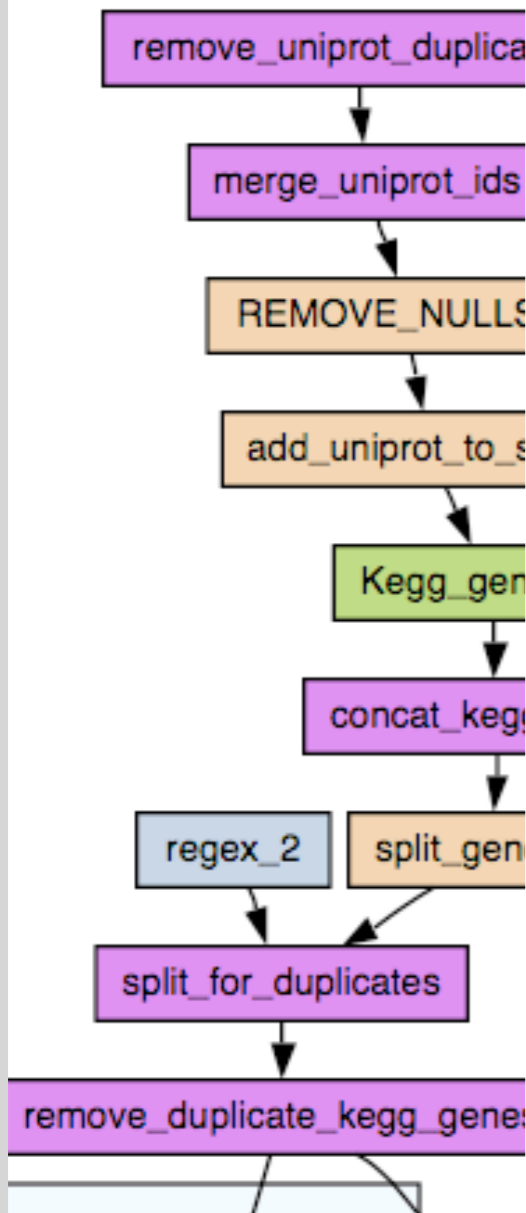 remove_uniprot_duplica
merge_uniprot_ids
REMOVE_NULLS
add_uniprot_to_s
Kegg_gen
concat_kegg
regex_2 split_gen
split_for_duplicates
remove_duplicate_kegg_genes